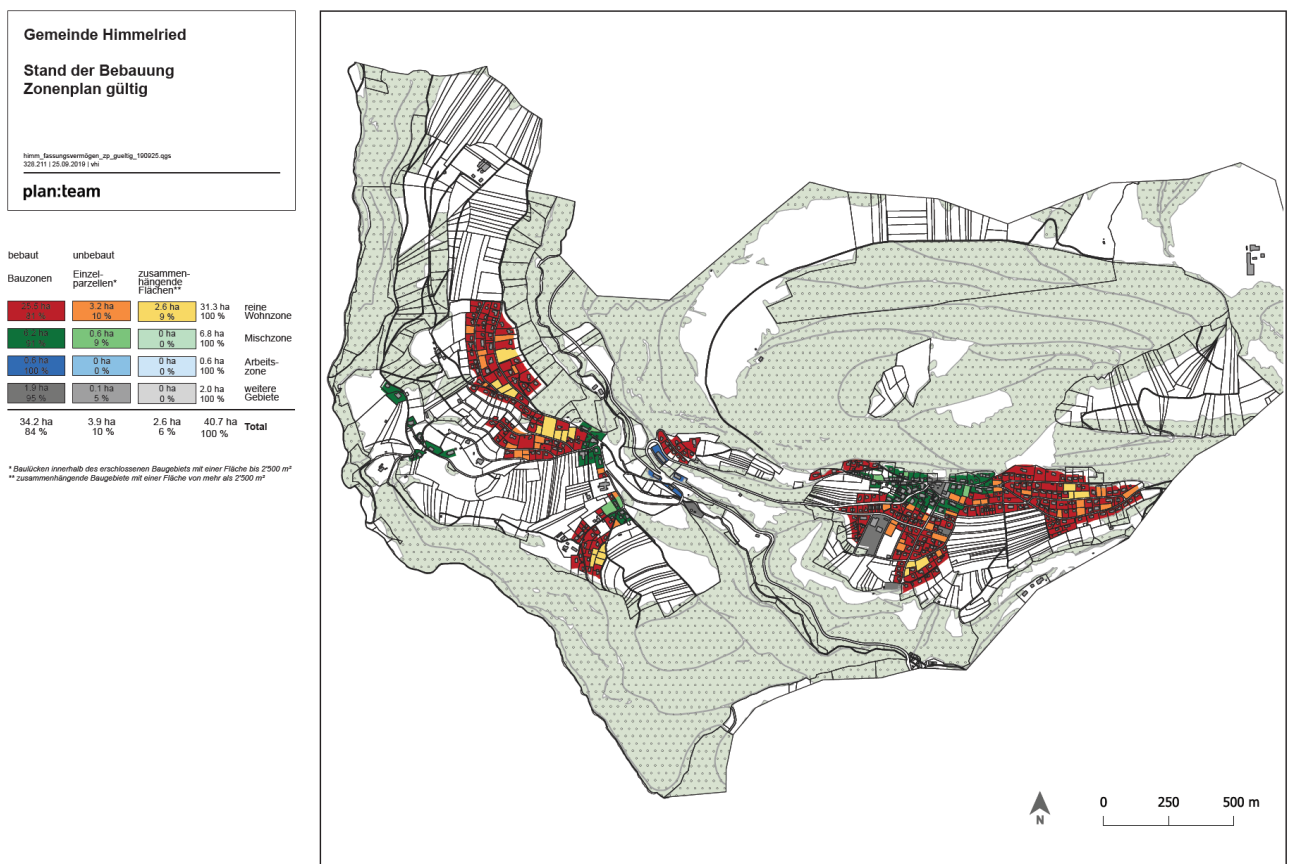 Gemeinde Himmelried
Stand der Bebauung
Zonenplan gültig
himm_fassungsvermögen_zp_gueltig_190925.qgs
328.211 | 25.09.2019 | vhi
plan:team
bebaut unbebaut
Bauzonen Einzel- zusammen-
parzellen* hängende
Flächen**
3.2 ha 2.6 ha 31.3 ha reine
10 % 9 % 100 % Wohnzone
0.6 ha 0 ha 6.8 ha Mischzone
9 % 0 % 100 %
0 ha 0 ha 0.6 ha Arbeits-
100 % 0 % 0 % 100 % zone
1.9 ha 0.1 ha 0 ha 2.0 ha weitere
95 % 5 % 0 % 100 % Gebiete
34.2 ha 3.9 ha 2.6 ha 40.7 ha Total
84 % 10 % 6 % 100 %
* Baulücken innerhalb des erschlossenen Baugebiets mit einer Fläche bis 2'500 m²
** zusammenhängende Baugebiete mit einer Fläche von mehr als 2'500 m²
N
0 250 500 m